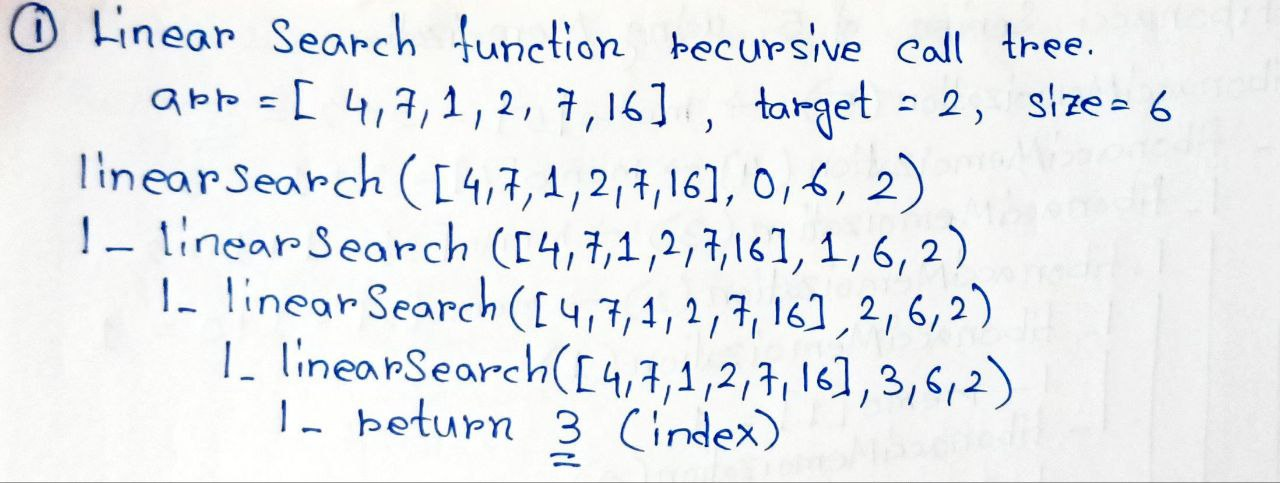 ① Linear Search function recursive call tree.
arr = [ 4,7,1,2,7,16] , target = 2, size= 6
linearSearch ([4,7,1,2,7,16], 0,6, 2)
|_ linearSearch ([4,7,1,2,7,16], 1,6,2)
|_ linearSearch([4,7,1,2,7,16],2,6,2)
|_ linearSearch([4,7,1,2,7,16],3,6,2)
|_ return 3 (index)